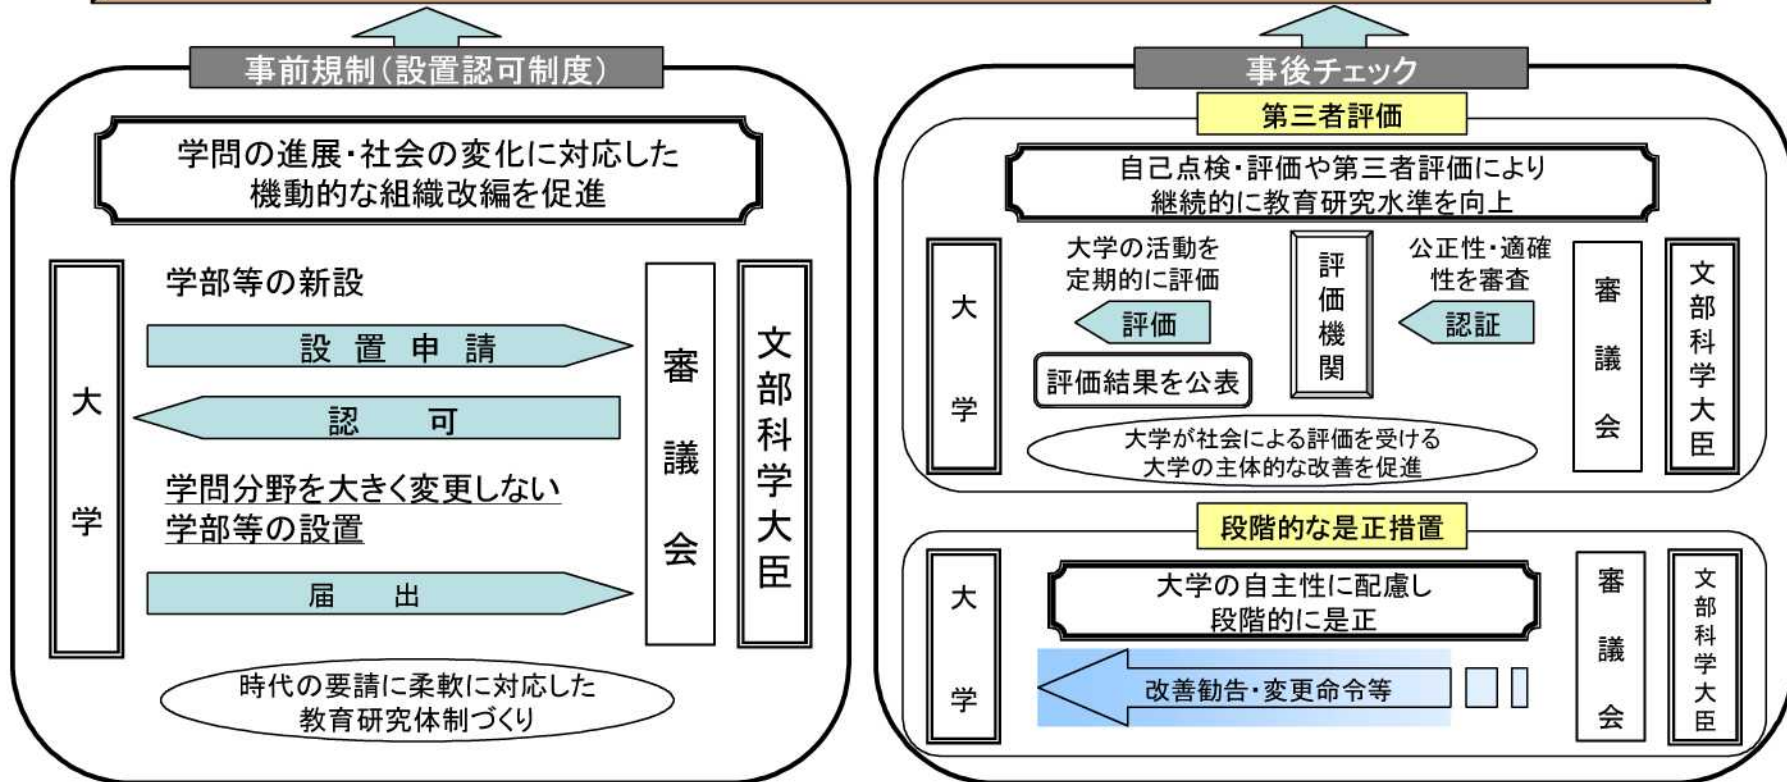 事前規制(設置認可制度)
学問の進展・社会の変化に対応した
機動的な組織改編を促進
大学
学部等の新設
設置申請
認可
学問分野を大きく変更しない
学部等の設置
届出
審議会
文部科学大臣
時代の要請に柔軟に対応した
教育研究体制づくり
事後チェック
第三者評価
自己点検・評価や第三者評価により
継続的に教育研究水準を向上
大学
大学の活動を
定期的に評価
評価
評価結果を公表
評価機関
公正性・適確
性を審査
認証
審議会
文部科学大臣
大学が社会による評価を受ける
大学の主体的な改善を促進
段階的な是正措置
大学
大学の自主性に配慮し
段階的に是正
改善勧告・変更命令等
審議会
文部科学大臣